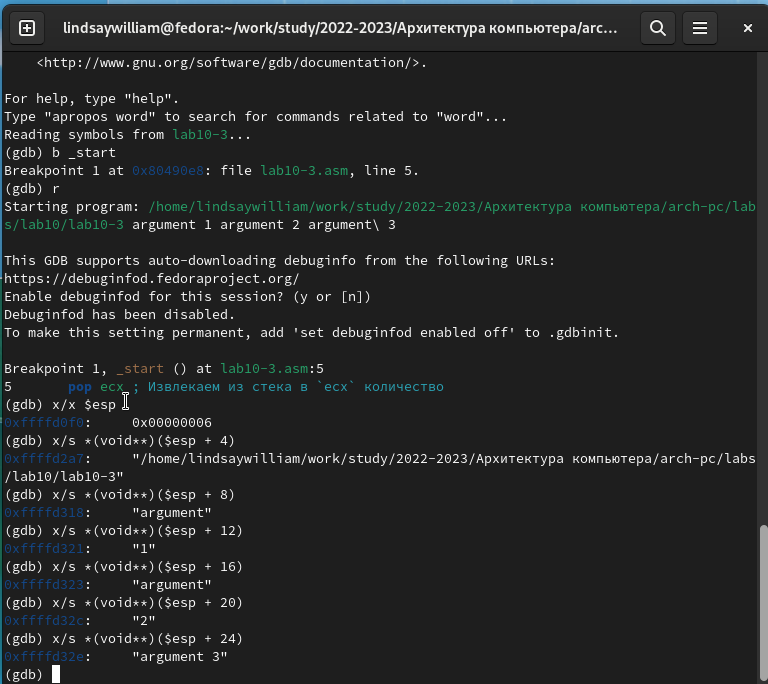 lindsaywilliam@fedora:~/work/study/2022-2023/Архитектура компьютера/arc...
<http://www.gnu.org/software/gdb/documentation/>.
For help, type "help".
Type "apropos word" to search for commands related to "word"...
Reading symbols from lab10-3...
(gdb) b _start
Breakpoint 1 at 0x80490e8: file lab10-3.asm, line 5.
(gdb) r
Starting program: /home/lindsaywilliam/work/study/2022-2023/Архитектура компьютера/arch-pc/lab
s/lab10/lab10-3 argument 1 argument 2 argument\ 3
This GDB supports auto-downloading debuginfo from the following URLs:
https://debuginfod.fedoraproject.org/
Enable debuginfod for this session? (y or [n])
Debuginfod has been disabled.
To make this setting permanent, add 'set debuginfod enabled off' to .gdbinit.
Breakpoint 1, _start () at lab10-3.asm:5
5 pop ecx ; Извлекаем из стека в `ecx` количество
(gdb) x/x $esp
0xffffd0f0: 0x00000006
(gdb) x/s *(void**)($esp + 4)
0xffffd2a7: "/home/lindsaywilliam/work/study/2022-2023/Архитектура компьютера/arch-pc/labs
/lab10/lab10-3"
(gdb) x/s *(void**)($esp + 8)
0xffffd318: "argument"
(gdb) x/s *(void**)($esp + 12)
0xffffd321: "1"
(gdb) x/s *(void**)($esp + 16)
0xffffd323: "argument"
(gdb) x/s *(void**)($esp + 20)
0xffffd32c: "2"
(gdb) x/s *(void**)($esp + 24)
0xffffd32e: "argument 3"
(gdb)